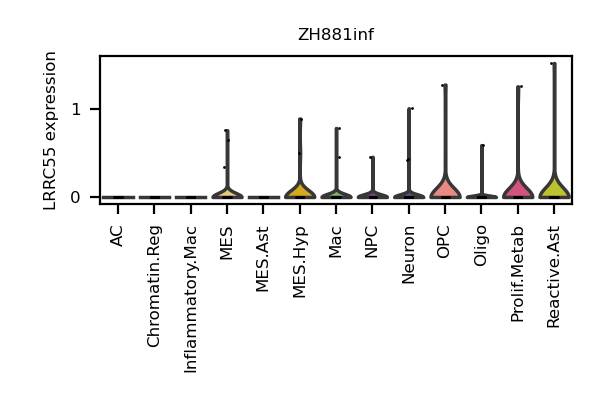 ZH881inf
LRRC55 expression
1
0
AC
Chromatin.Reg
Inflammatory.Mac
MES
MES.Ast
MES.Hyp
Mac
NPC
Neuron
OPC
Oligo
Prolif.Metab
Reactive.Ast